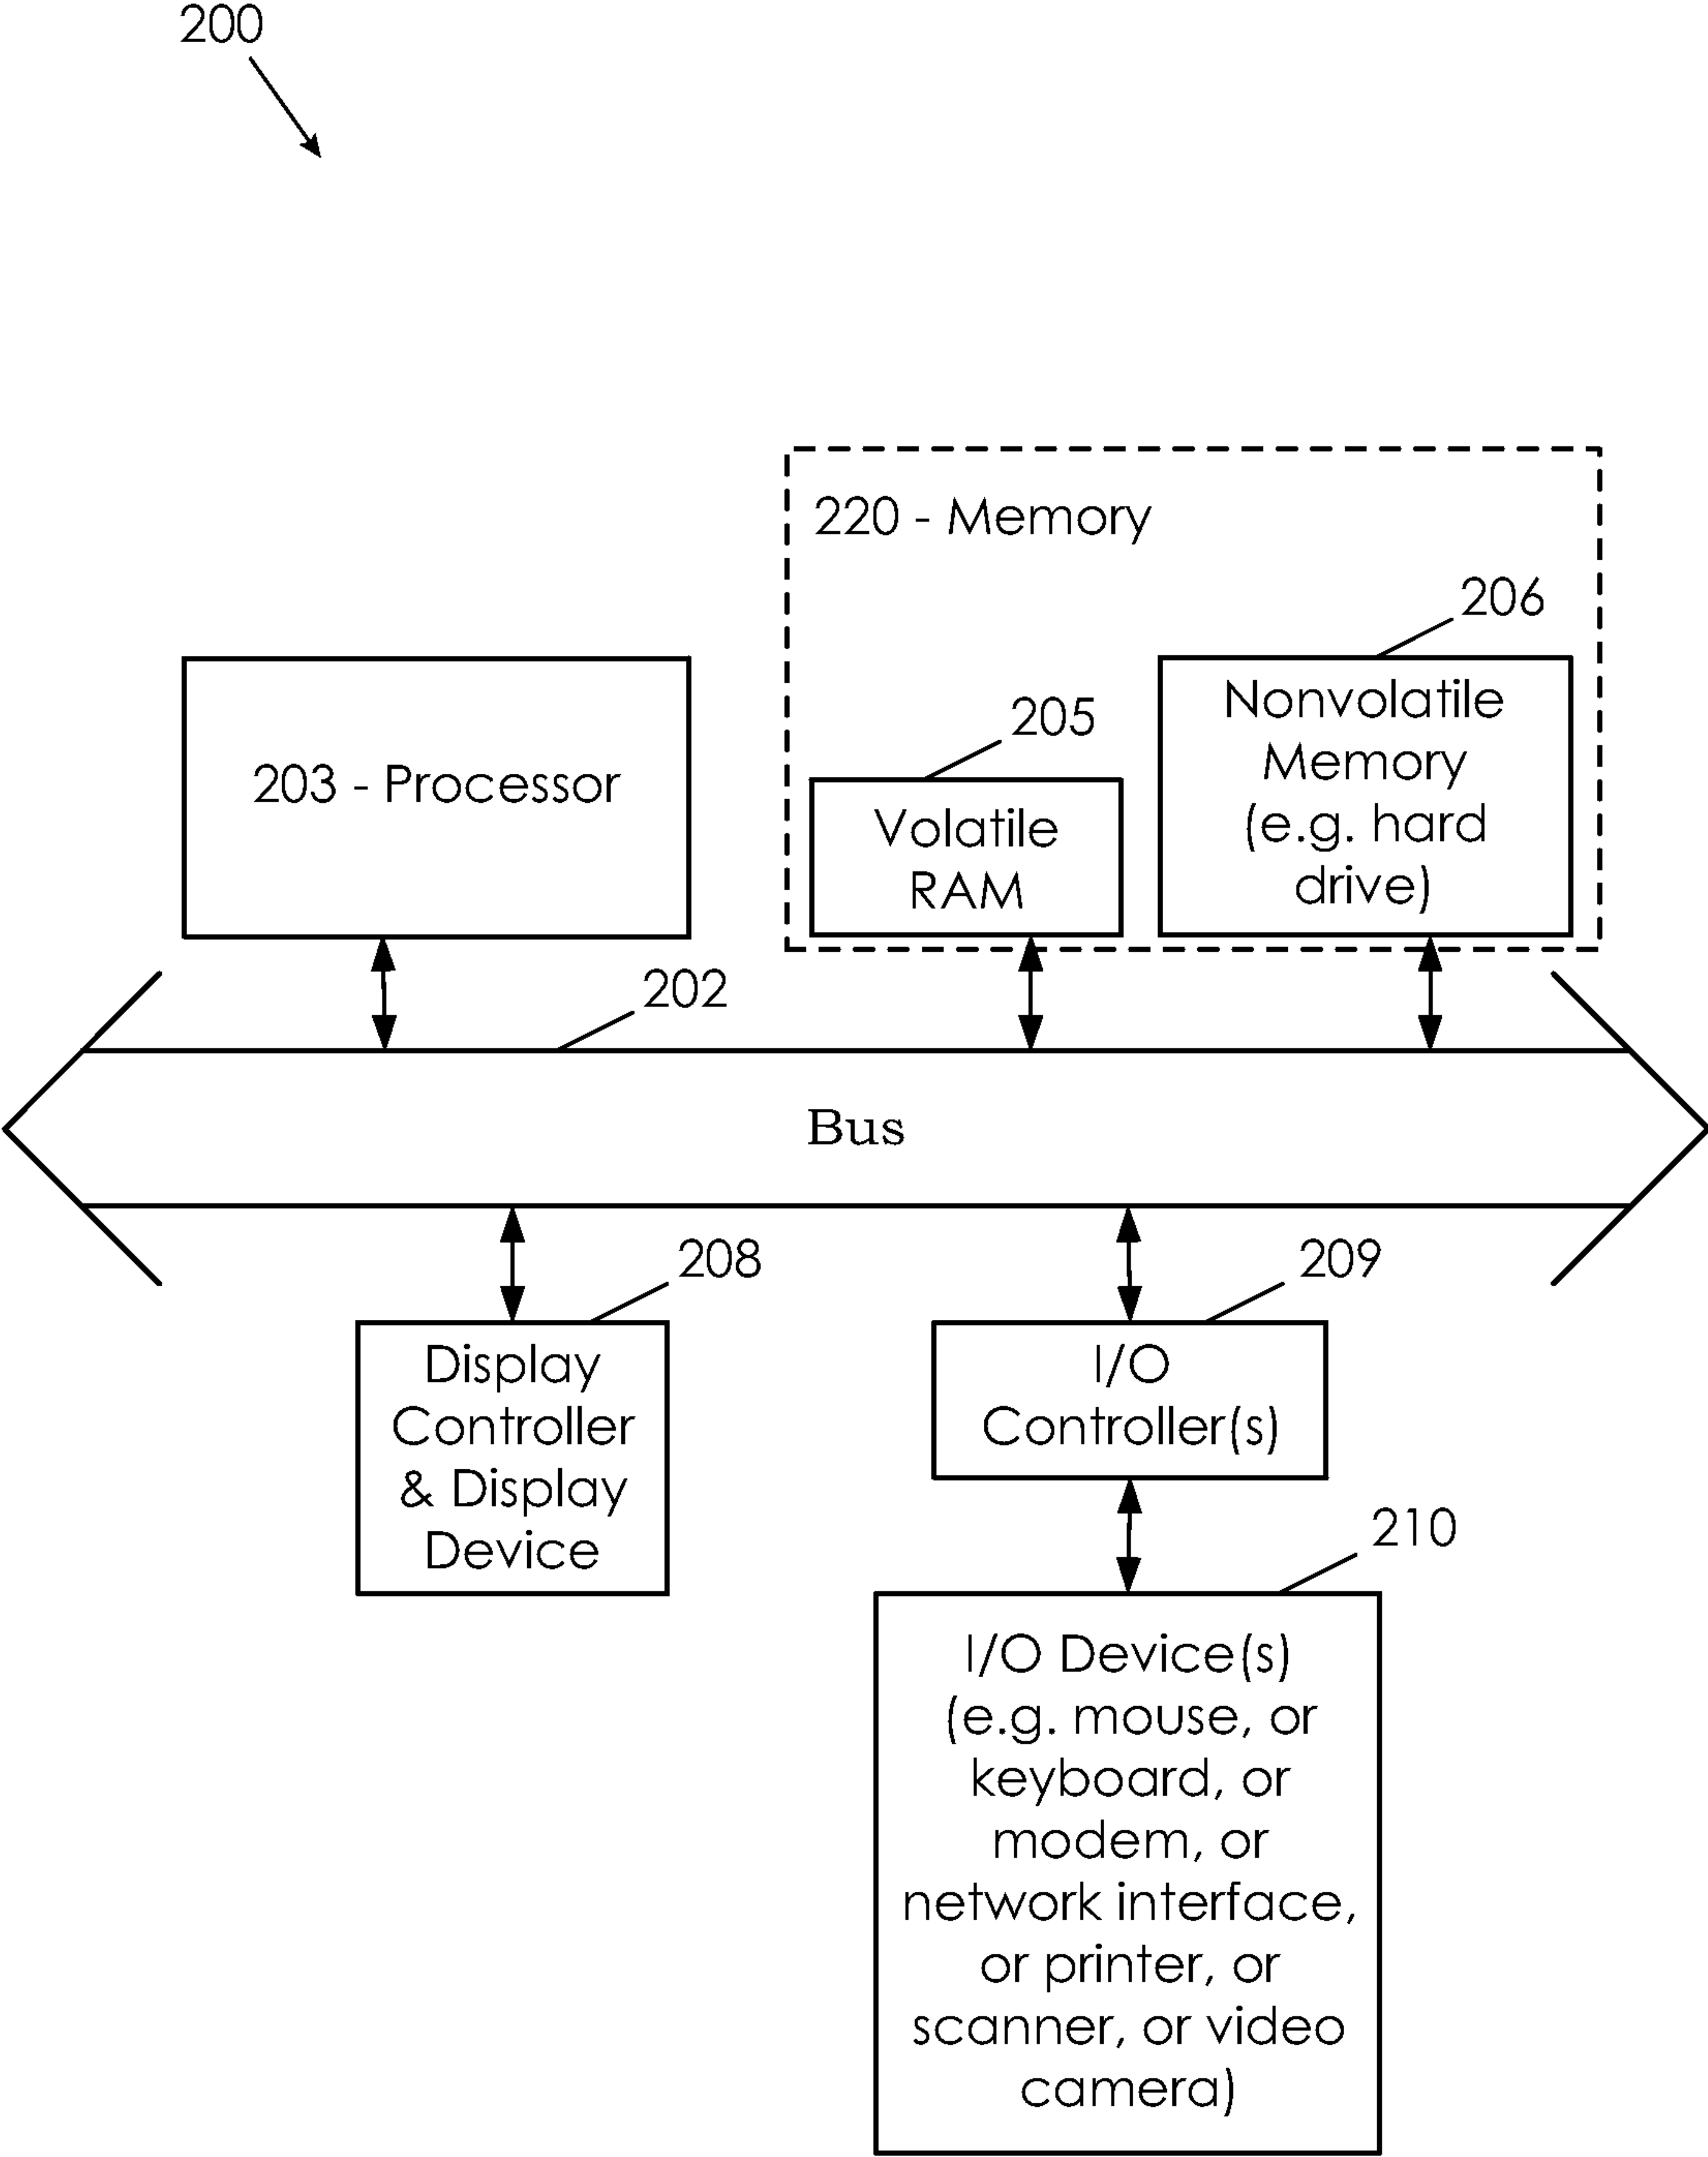 200
220 - Memory
206
205
Nonvolatile
Memory
(e.g. hard
drive)
203 - Processor
Volatile
RAM
202
Bus
208
209
Display
Controller
& Display
Device
I/O
Controller(s)
210
I/O Device(s)
(e.g. mouse, or
keyboard, or
modem, or
network interface,
or printer, or
scanner, or video
camera)